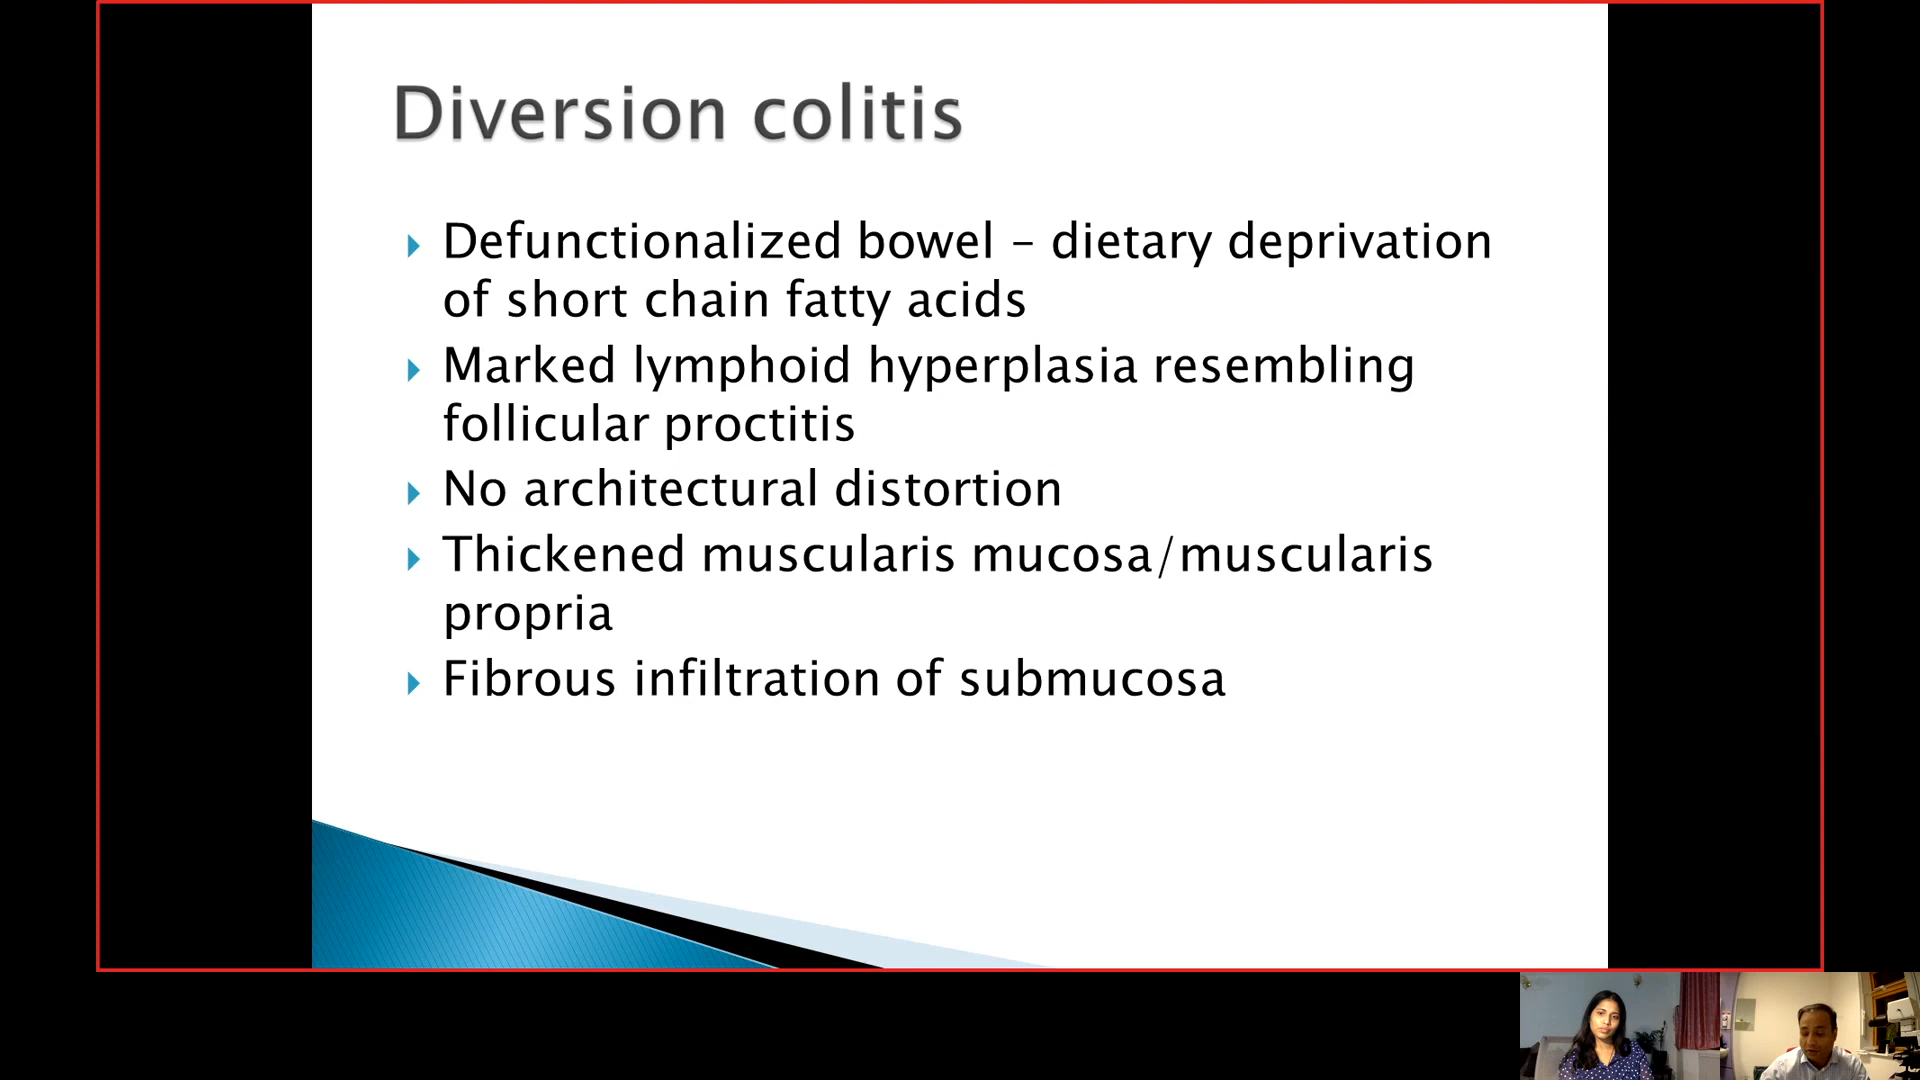 Diversion colitis
Defunctionalized bowel – dietary deprivation
of short chain fatty acids
Marked lymphoid hyperplasia resembling
follicular proctitis
No architectural distortion
Thickened muscularis mucosa/muscularis
propria
Fibrous infiltration of submucosa